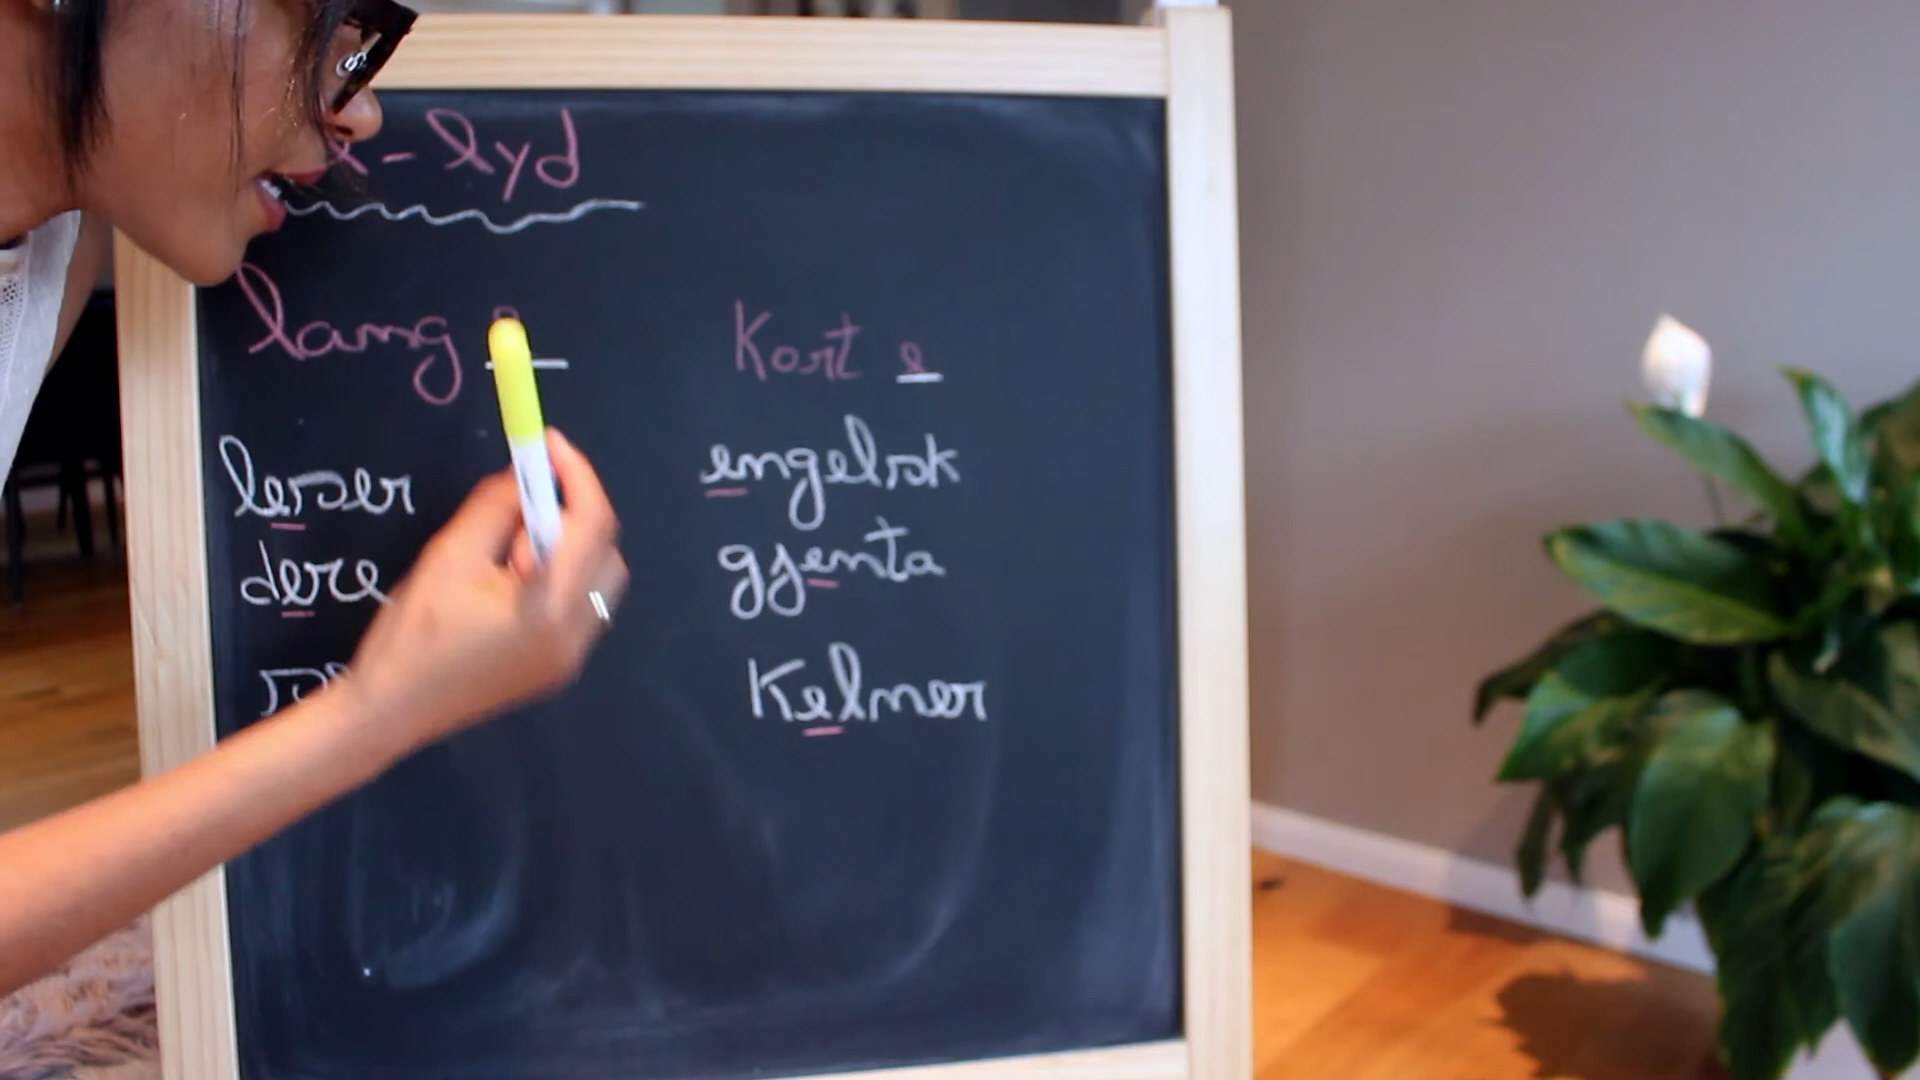 - lyd
lang
Kort e
leser
engelsk
dere
gjenta
Kelner